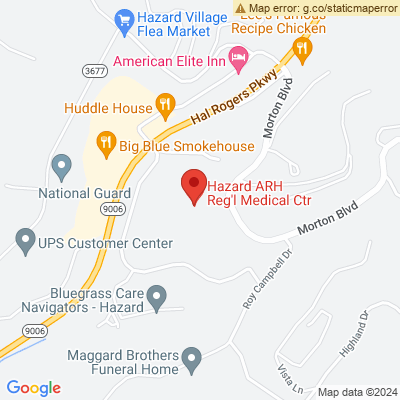 Map error: g.co/staticmaperror
Hazard Village
Flea Market
Lee's Famous
Recipe Chicken
American Elite Inn
3677
Hal Rogers Pkwy
Morton Blvd
Huddle House
Big Blue Smokehouse
National Guard
9006
Hazard ARH
Reg'l Medical Ctr
Morton Blvd
UPS Customer Center
Roy Campbell Dr
Bluegrass Care
Navigators - Hazard
9006
Highland Dr
Maggard Brothers
Funeral Home
Vista Ln
Google
Map data ©2024